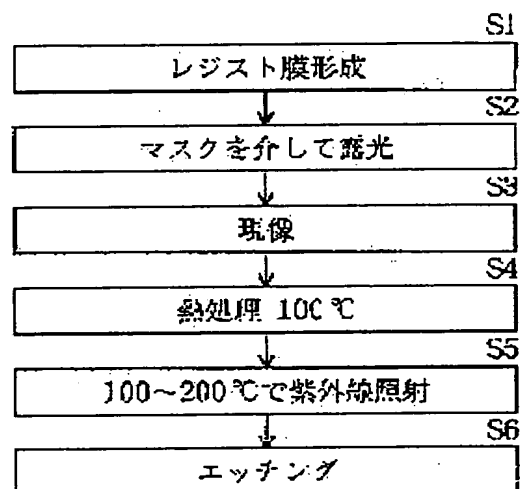 S1
レジスト膜形成
S2
マスクを介して露光
S3
現像
S4
熱処理 100℃
S5
100~200℃で紫外線照射
S6
エッチング